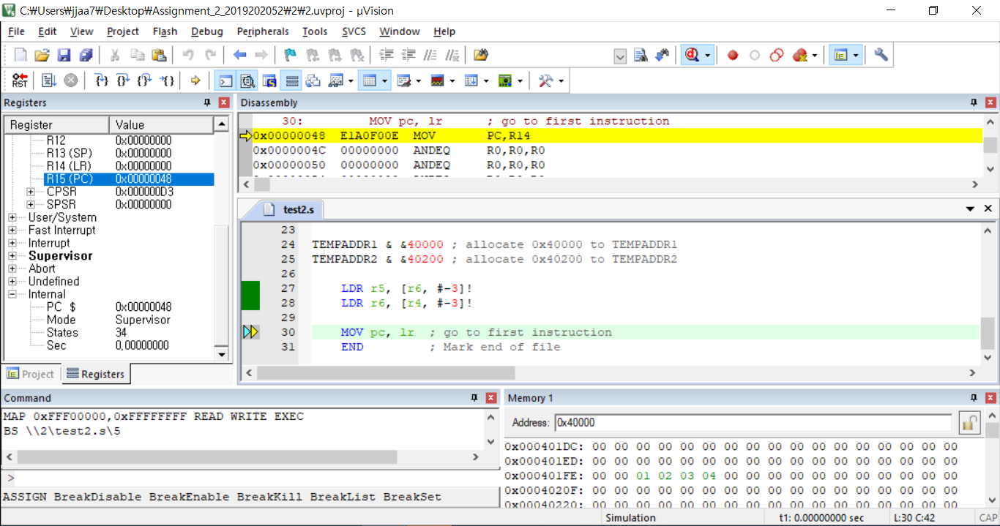 C:₩Users₩jjaa7₩Desktop₩Assignment_2_2019202052₩2₩2.uvproj - µVision
File Edit View Project Flash Debug Peripherals Tools SVCS Window Help
RST
Registers
Register Value
R12 0x00000000
R13 (SP) 0x00000000
R14 (LR) 0x00000000
R15 (PC) 0x00000048
CPSR 0x000000D3
SPSR 0x00000000
User/System
Fast Interrupt
Interrupt
Supervisor
Abort
Undefined
Internal
PC $ 0x00000048
Mode Supervisor
States 34
Sec 0,00000000
Project Registers
Disassembly
30: MOV pc, lr ; go to first instruction
0x00000048 E1A0F00E MOV PC,R14
0x0000004C 00000000 ANDEQ R0,R0,R0
0x00000050 00000000 ANDEQ R0,R0,R0
test2.s
23
24 TEMPADDR1 & &40000 ; allocate 0x40000 to TEMPADDR1
25 TEMPADDR2 & &40200 ; allocate 0x40200 to TEMPADDR2
26
27 LDR r5, [r6, #-3]!
28 LDR r6, [r4, #-3]!
29
30 MOV pc, lr ; go to first instruction
31 END ; Mark end of file
Command
MAP 0xFFF00000,0xFFFFFFFF READ WRITE EXEC
BS \\2\test2.s\5
>
ASSIGN BreakDisable BreakEnable BreakKill BreakList BreakSet
Memory 1
Address: 0x40000
0x000401DC: 00 00 00 00 00 00 00 00 00 00 00 00 00 00 00 00 00
0x000401ED: 00 00 00 00 00 00 00 00 00 00 00 00 00 00 00 00 00
0x000401FE: 00 00 01 02 03 04 00 00 00 00 00 00 00 00 00 00 00
0x0004020F: 00 00 00 00 00 00 00 00 00 00 00 00 00 00 00 00 00
0x00040220: 00 00 00 00 00 00 00 00 00 00 00 00 00 00 00 00 00
Simulation t1: 0.00000000 sec L:30 C:42 CAP